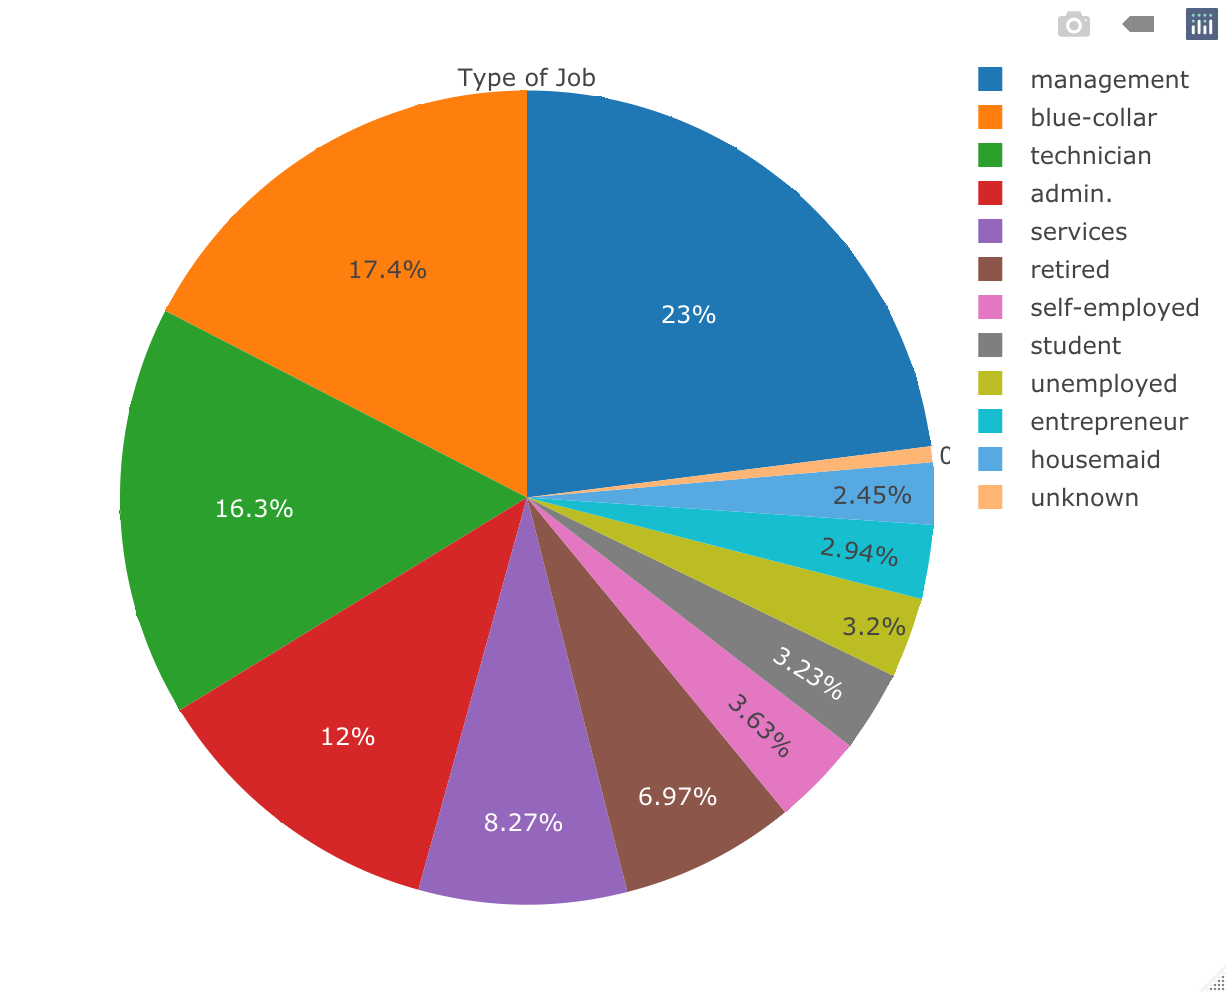 Type of Job
management
blue-collar
technician
admin.
services
retired
self-employed
student
unemployed
entrepreneur
housemaid
unknown
17.4%
23%
0
2.45%
16.3%
2.94%
3.2%
3.23%
3.63%
12%
6.97%
8.27%